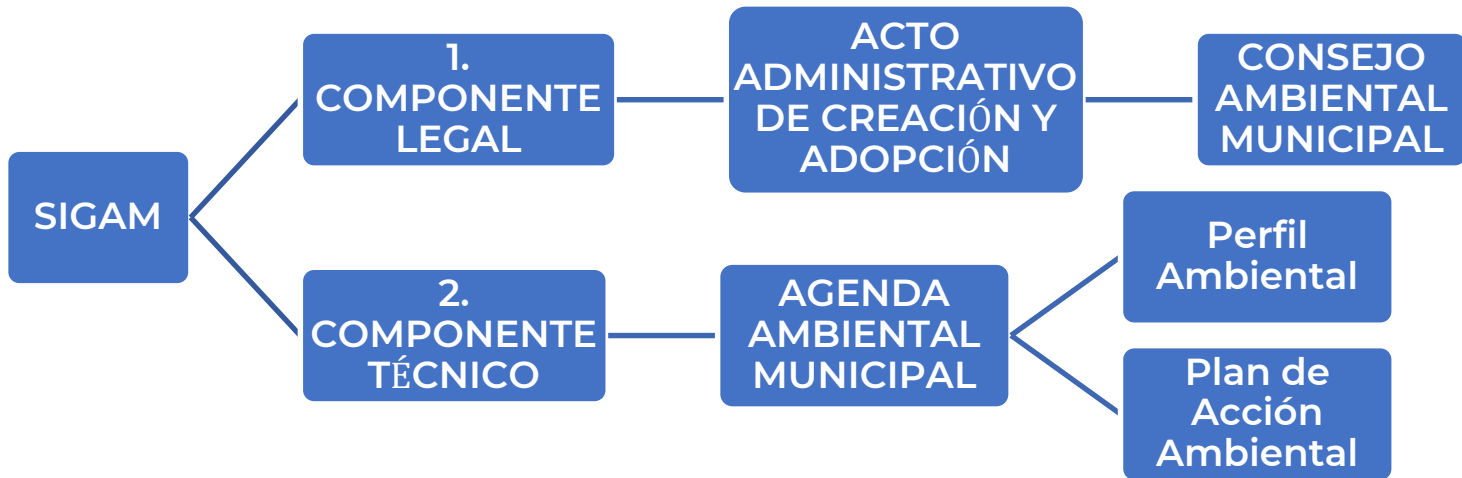 SIGAM
1.
COMPONENTE
LEGAL
ACTO
ADMINISTRATIVO
DE CREACIÓN Y
ADOPCIÓN
CONSEJO
AMBIENTAL
MUNICIPAL
2.
COMPONENTE
TÉCNICO
AGENDA
AMBIENTAL
MUNICIPAL
Perfil
Ambiental
Plan de
Acción
Ambiental